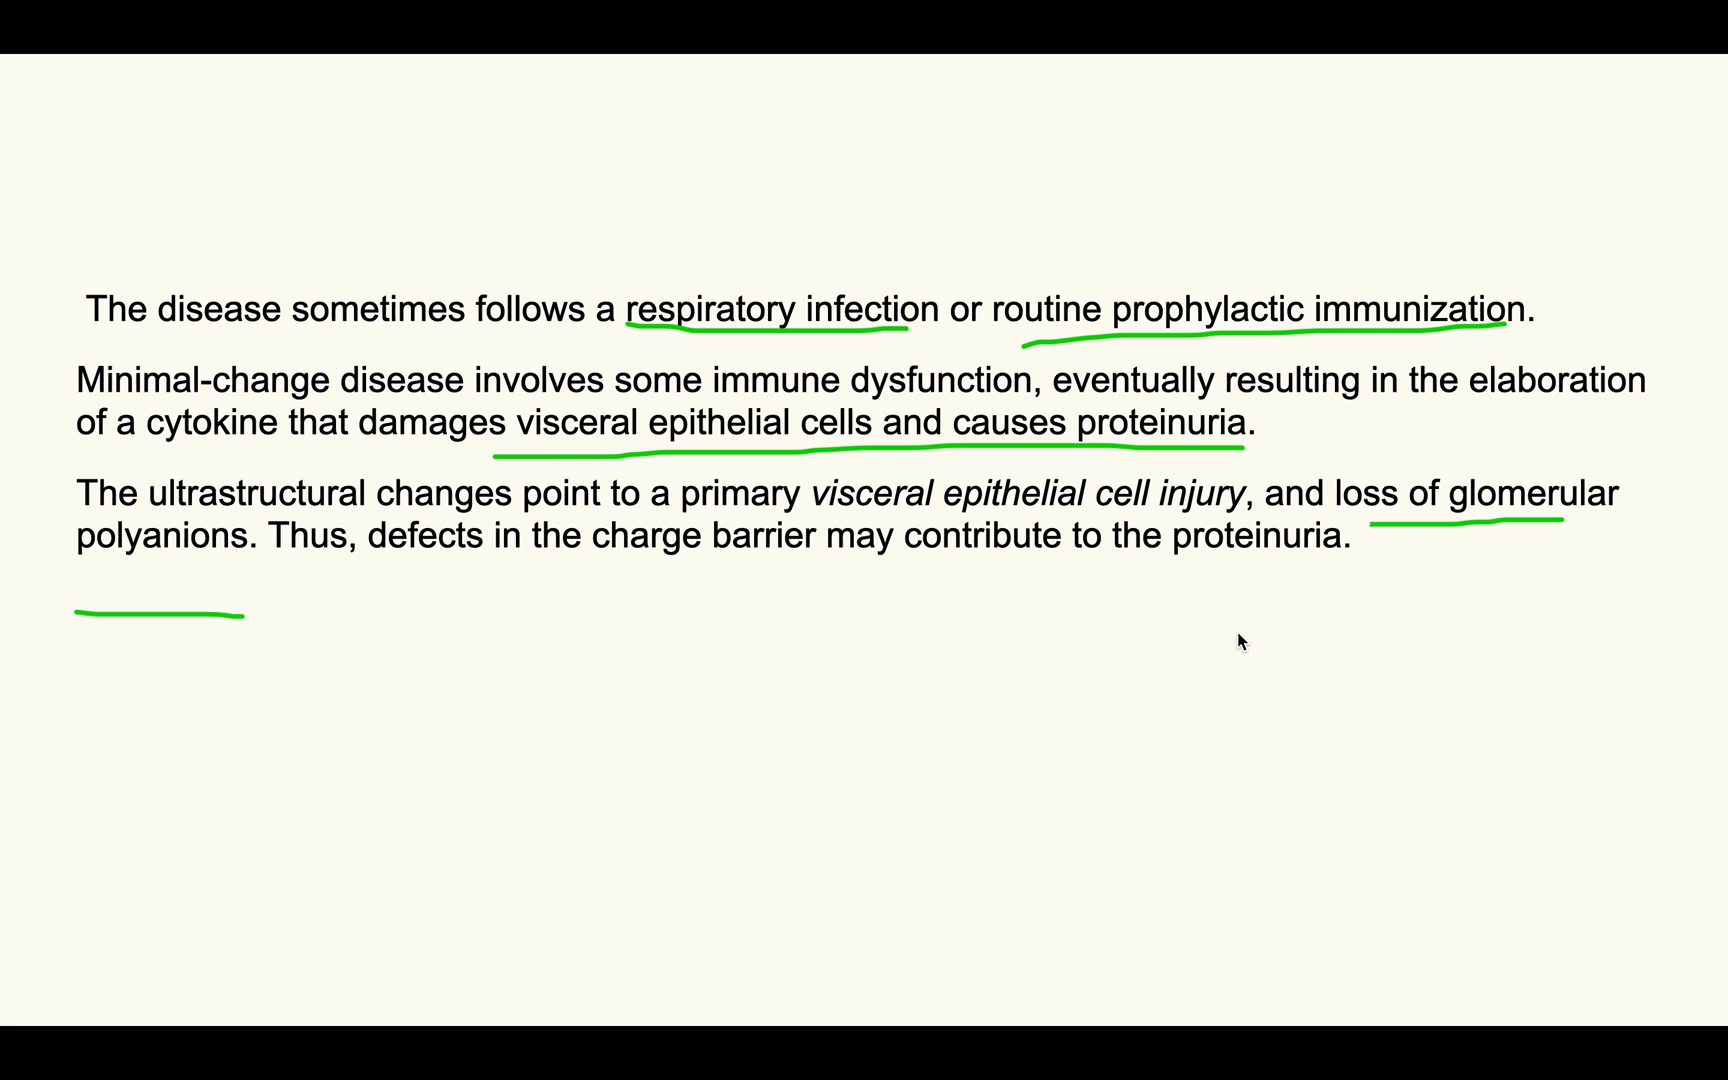 The disease sometimes follows a respiratory infection or routine prophylactic immunization.
Minimal-change disease involves some immune dysfunction, eventually resulting in the elaboration
of a cytokine that damages visceral epithelial cells and causes proteinuria.
The ultrastructural changes point to a primary visceral epithelial cell injury, and loss of glomerular
polyanions. Thus, defects in the charge barrier may contribute to the proteinuria.